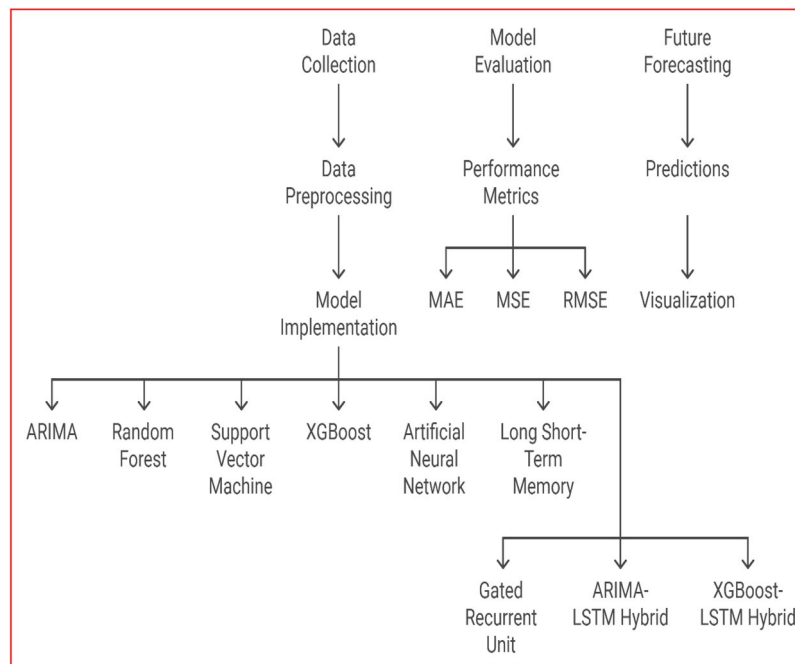 Data
Collection
Model
Evaluation
Future
Forecasting
Data
Preprocessing
Performance
Metrics
Predictions
Model
Implementation
MAE
MSE
RMSE
Visualization
ARIMA
Random
Forest
Support
Vector
Machine
XGBoost
Artificial
Neural
Network
Long Short-
Term
Memory
Gated
Recurrent
Unit
ARIMA-
LSTM Hybrid
XGBoost-
LSTM Hybrid